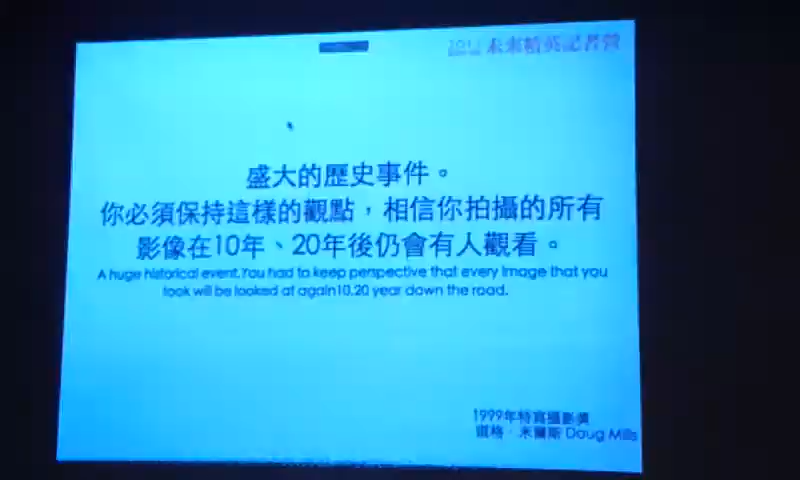 未來精英記者營
盛大的歷史事件。
你必須保持這樣的觀點，相信你拍攝的所有
影像在10年、20年後仍會有人觀看。
A huge historical event.You had to keep perspective that every image that you
took will be looked at again10.20 year down the road.
1999年特寫攝影獎
道格．米爾斯 Doug Mills